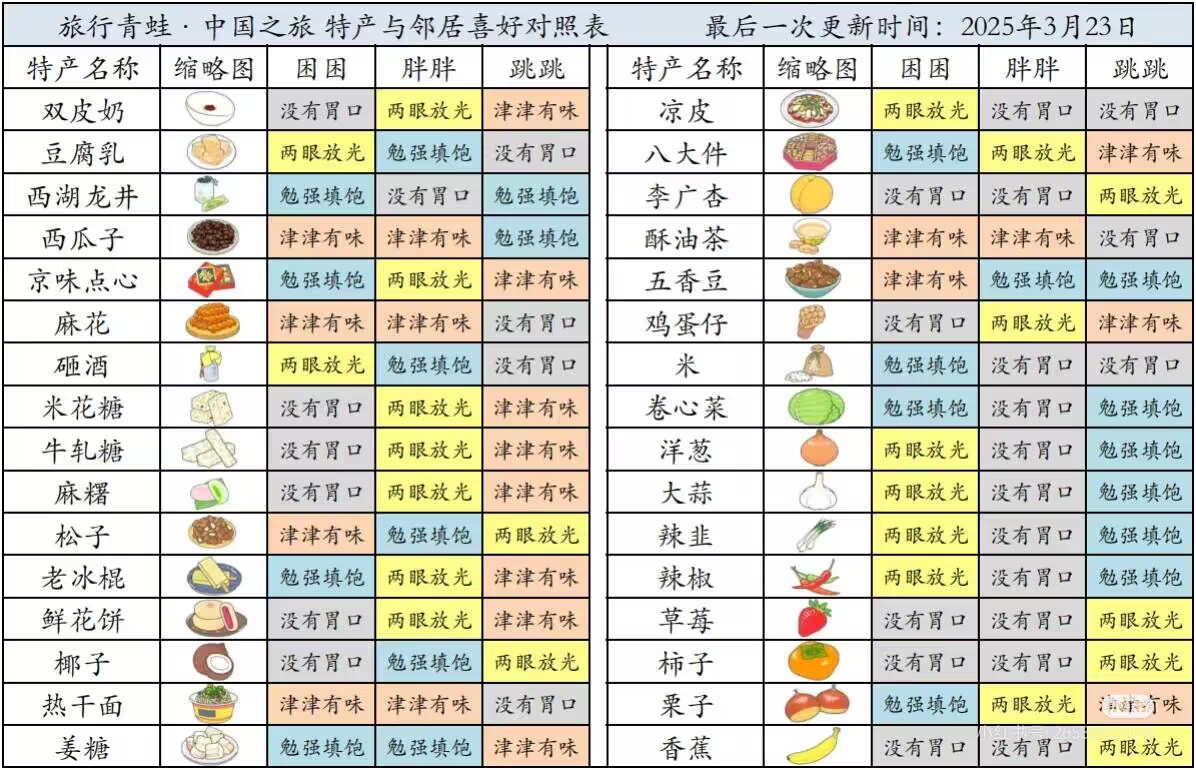 旅行青蛙·中国之旅 特产与邻居喜好对照表 最后一次更新时间：2025年3月23日
特产名称 缩略图 困困 胖胖 跳跳 特产名称 缩略图 困困 胖胖 跳跳
双皮奶 没有胃口 两眼放光 津津有味 凉皮 两眼放光 没有胃口 没有胃口
豆腐乳 两眼放光 勉强填饱 没有胃口 八大件 勉强填饱 两眼放光 津津有味
西湖龙井 勉强填饱 没有胃口 勉强填饱 李广杏 没有胃口 没有胃口 两眼放光
西瓜子 津津有味 津津有味 勉强填饱 酥油茶 津津有味 津津有味 没有胃口
京味点心 勉强填饱 两眼放光 津津有味 五香豆 津津有味 勉强填饱 勉强填饱
麻花 津津有味 津津有味 没有胃口 鸡蛋仔 没有胃口 两眼放光 津津有味
砸酒 两眼放光 勉强填饱 没有胃口 米 勉强填饱 没有胃口 没有胃口
米花糖 没有胃口 两眼放光 津津有味 卷心菜 勉强填饱 没有胃口 勉强填饱
牛轧糖 没有胃口 两眼放光 津津有味 洋葱 两眼放光 没有胃口 勉强填饱
麻糬 没有胃口 两眼放光 津津有味 大蒜 两眼放光 没有胃口 勉强填饱
松子 津津有味 勉强填饱 两眼放光 辣韭 两眼放光 没有胃口 勉强填饱
老冰棍 勉强填饱 两眼放光 津津有味 辣椒 两眼放光 没有胃口 勉强填饱
鲜花饼 没有胃口 两眼放光 津津有味 草莓 没有胃口 没有胃口 两眼放光
椰子 没有胃口 勉强填饱 两眼放光 柿子 没有胃口 没有胃口 两眼放光
热干面 津津有味 津津有味 没有胃口 栗子 勉强填饱 两眼放光 有味
姜糖 勉强填饱 勉强填饱 津津有味 香蕉 没有胃口 没有胃口 两眼放光